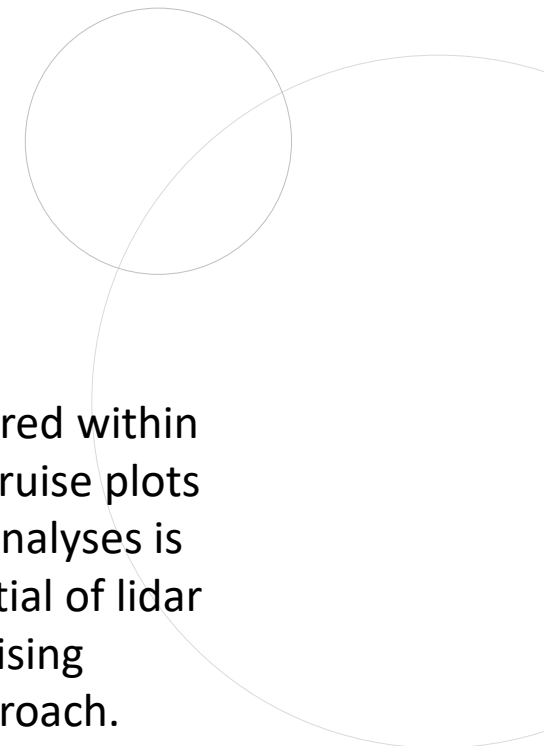 red within
ruise plots
nalyses is
tial of lidar
ising
roach.